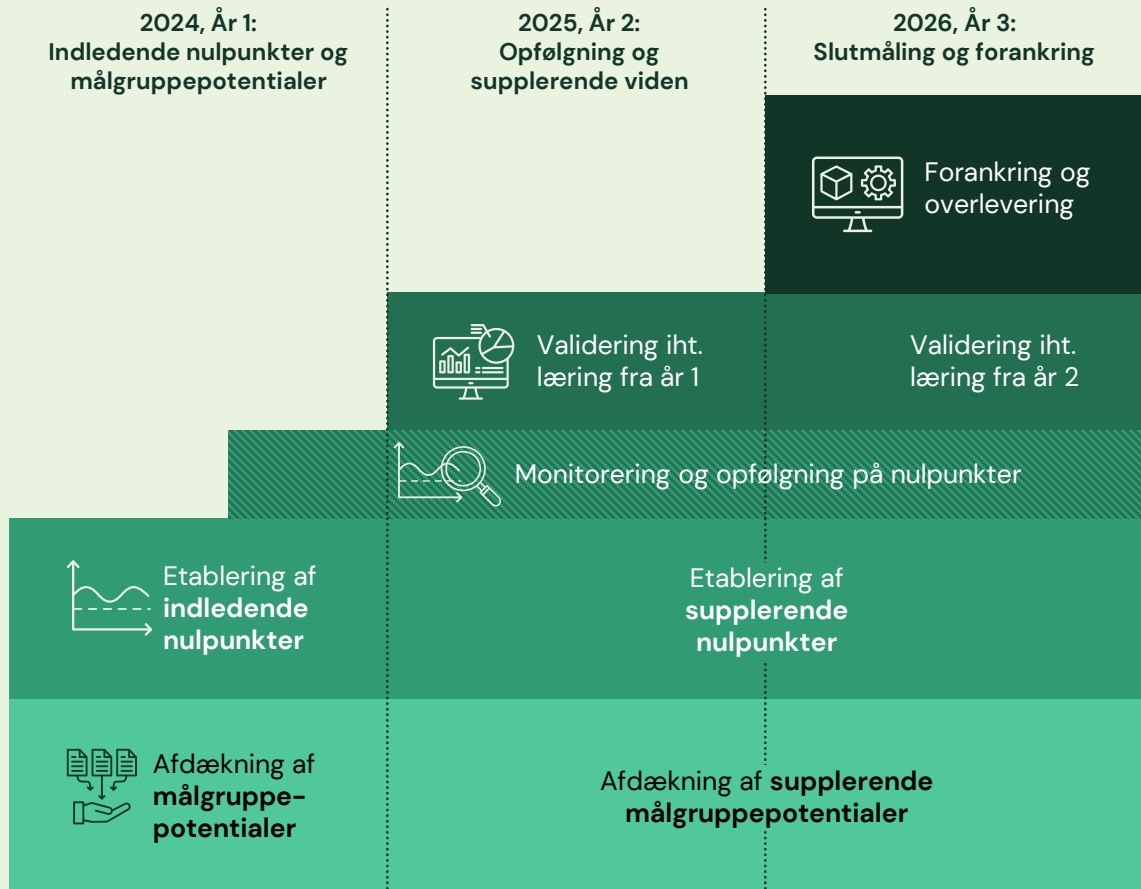 2024, År 1:
Indledende nulpunkter og
målgruppepotentialer
2025, År 2:
Opfølgning og
supplerende viden
2026, År 3:
Slutmåling og forankring
Forankring og
overlevering
Validering iht.
læring fra år 1
Validering iht.
læring fra år 2
Monitorering og opfølgning på nulpunkter
Etablering af
indledende
nulpunkter
Etablering af
supplerende
nulpunkter
Afdækning af
målgruppe-
potentialer
Afdækning af supplerende
målgruppepotentialer